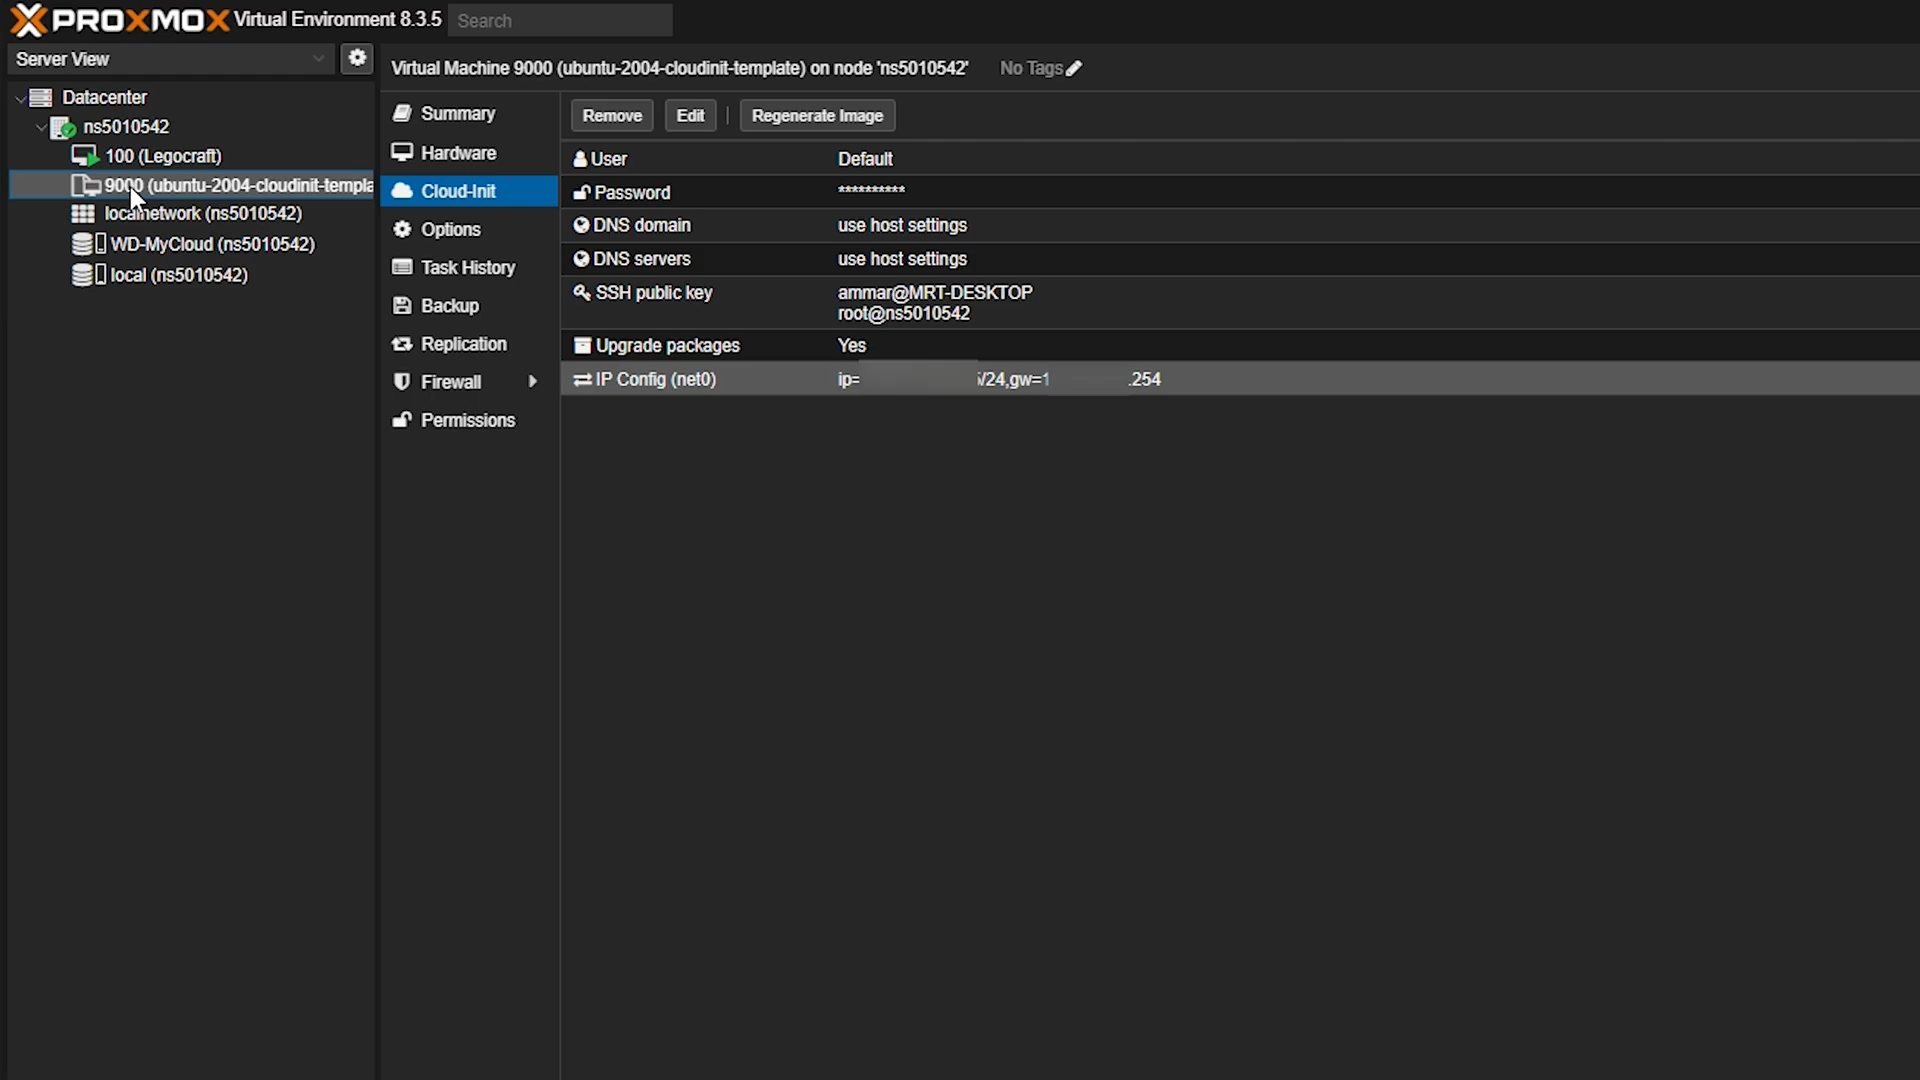 PROXMOX Virtual Environment 8.3.5 Search
Server View
Virtual Machine 9000 (ubuntu-2004-cloudinit-template) on node 'ns5010542' No Tags
Datacenter
ns5010542
100 (Legocraft)
9000 (ubuntu-2004-cloudinit-templa
localnetwork (ns5010542)
WD-MyCloud (ns5010542)
local (ns5010542)
Summary
Hardware
Cloud-Init
Options
Task History
Backup
Replication
Firewall
Permissions
Remove Edit Regenerate Image
User Default
Password **********
DNS domain use host settings
DNS servers use host settings
SSH public key ammar@MRT-DESKTOP
root@ns5010542
Upgrade packages Yes
IP Config (net0) ip= /24,gw=1 .254